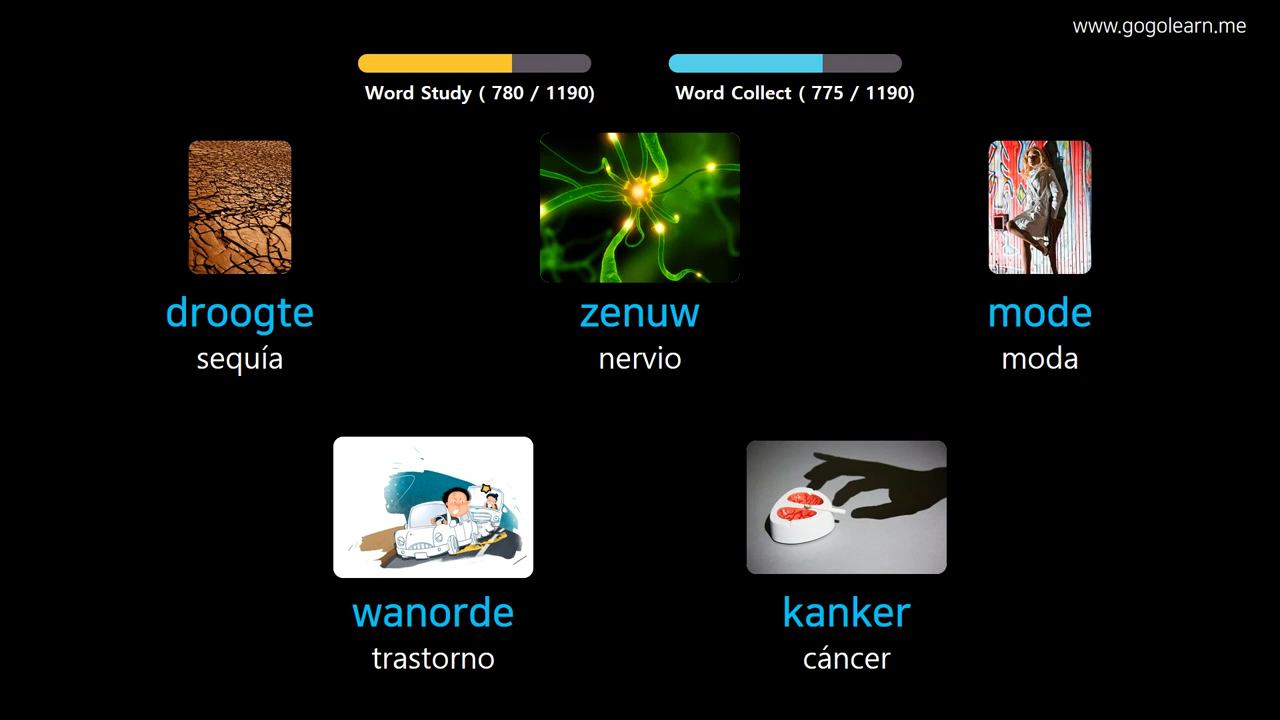 www.gogolearn.me
Word Study ( 780 / 1190)
Word Collect ( 775 / 1190)
droogte
sequía
zenuw
nervio
mode
moda
wanorde
trastorno
kanker
cáncer